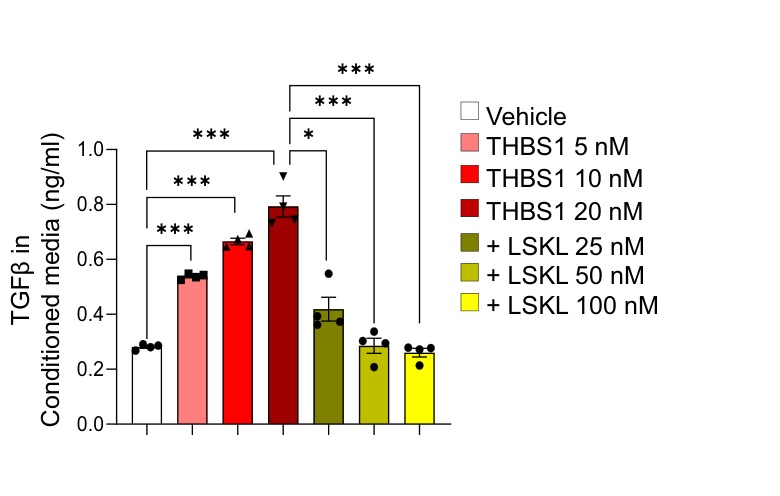 ***
***
*
***
***
***
1.0
0.8
0.6
0.4
0.2
0.0
TGFβ in
Conditioned media (ng/ml)
Vehicle
THBS1 5 nM
THBS1 10 nM
THBS1 20 nM
+ LSKL 25 nM
+ LSKL 50 nM
+ LSKL 100 nM